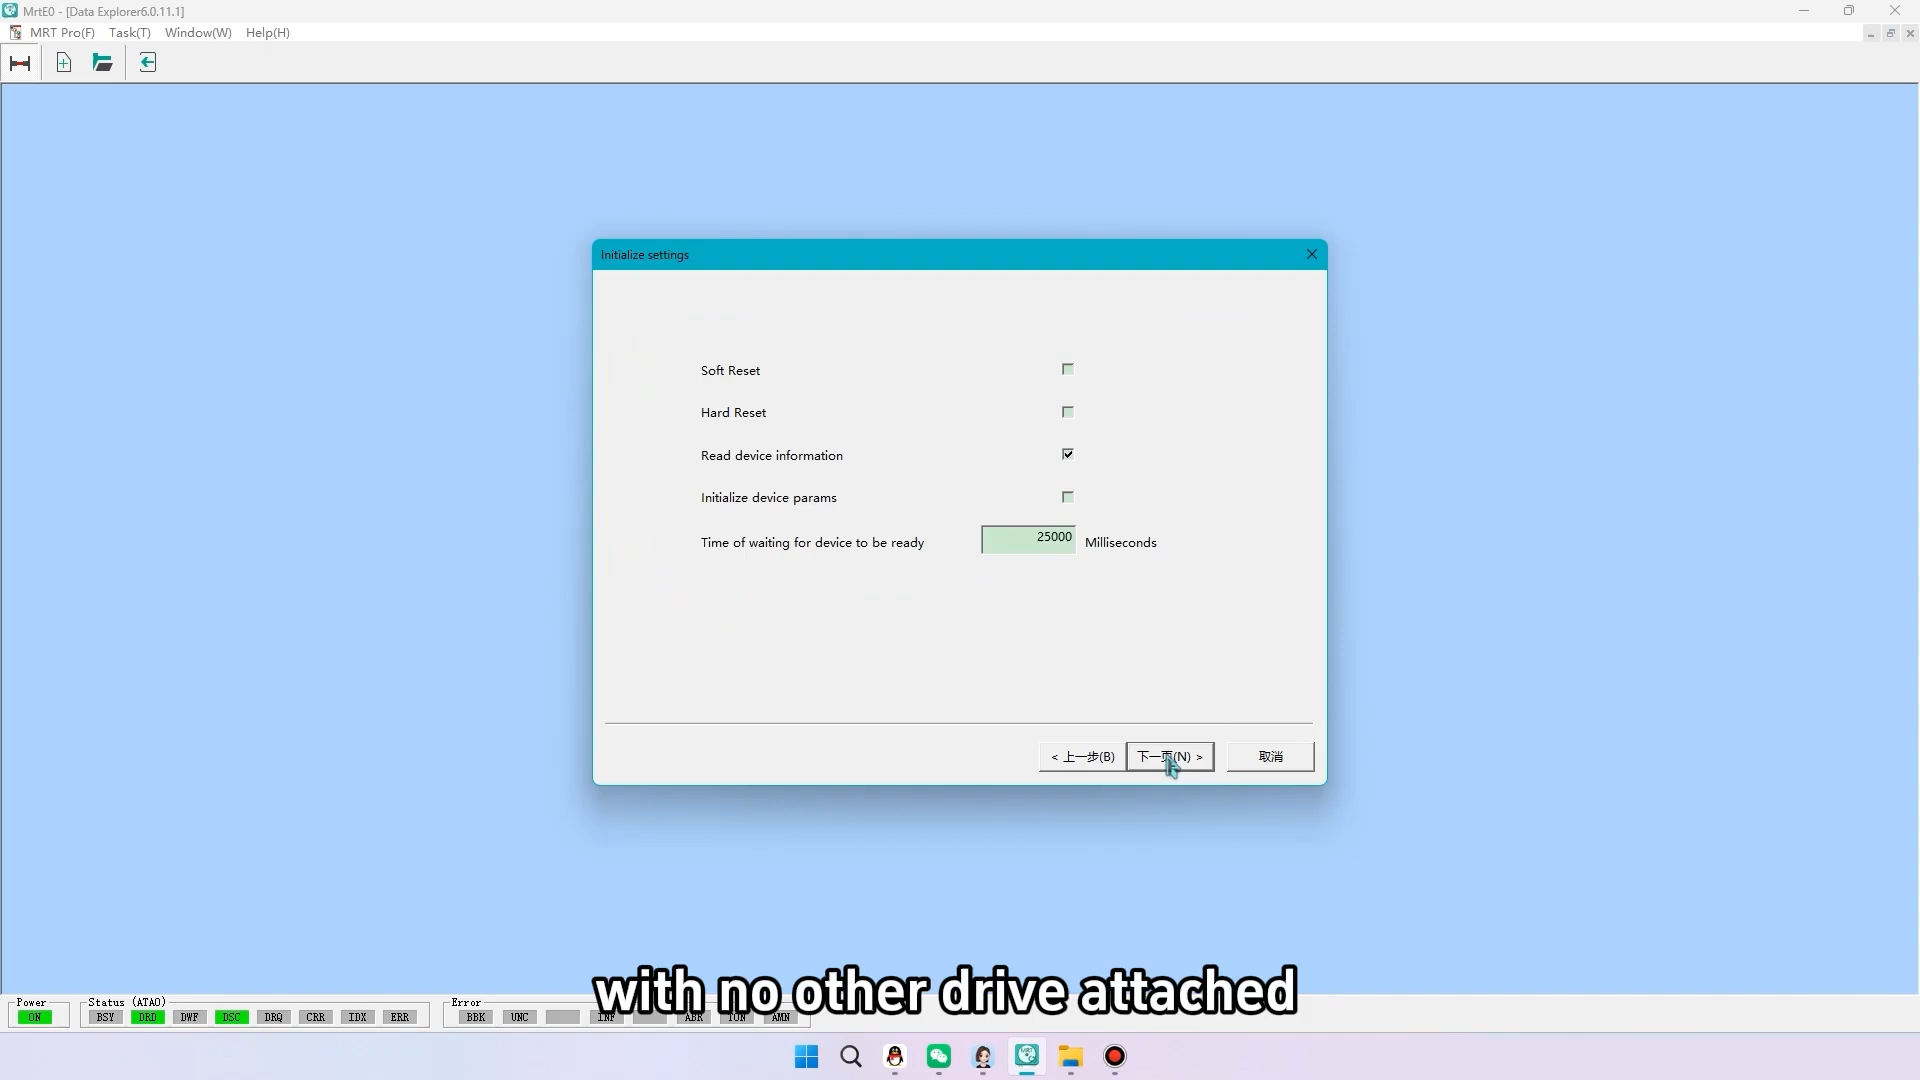 MrtE0 - [Data Explorer6.0.11.1]
MRT Pro(F) Task(T) Window(W) Help(H)
Initialize settings
Soft Reset
Hard Reset
Read device information
Initialize device params
Time of waiting for device to be ready 25000 Milliseconds
< 上一步(B) 下一页(N) > 取消
with no other drive attached
Power Status (ATA0) Error
ON BSY DRD DWF DSC DRQ CRR IDX ERR BBK UNC INF ABR TON AMN